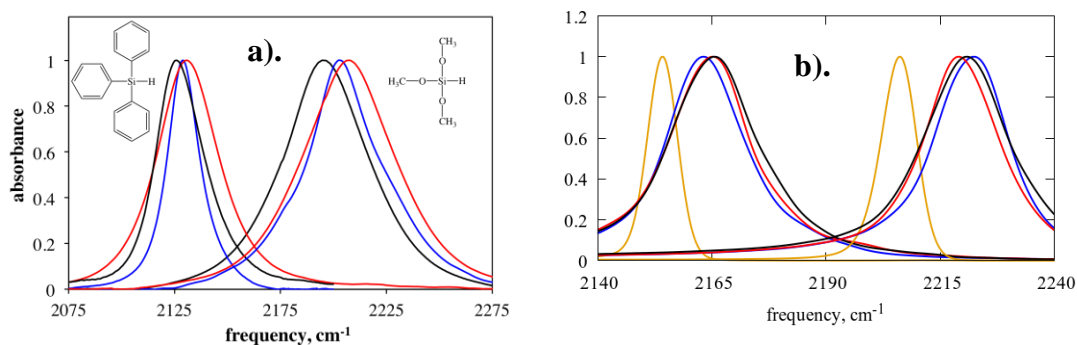 a).
Si—H
CH₃
O
H₃C—O—Si—H
O
CH₃
absorbance
1
0.8
0.6
0.4
0.2
0
2075 2125 2175 2225 2275
frequency, cm-1
b).
1.2
1
0.8
0.6
0.4
0.2
0
2140 2165 2190 2215 2240
frequency, cm-1